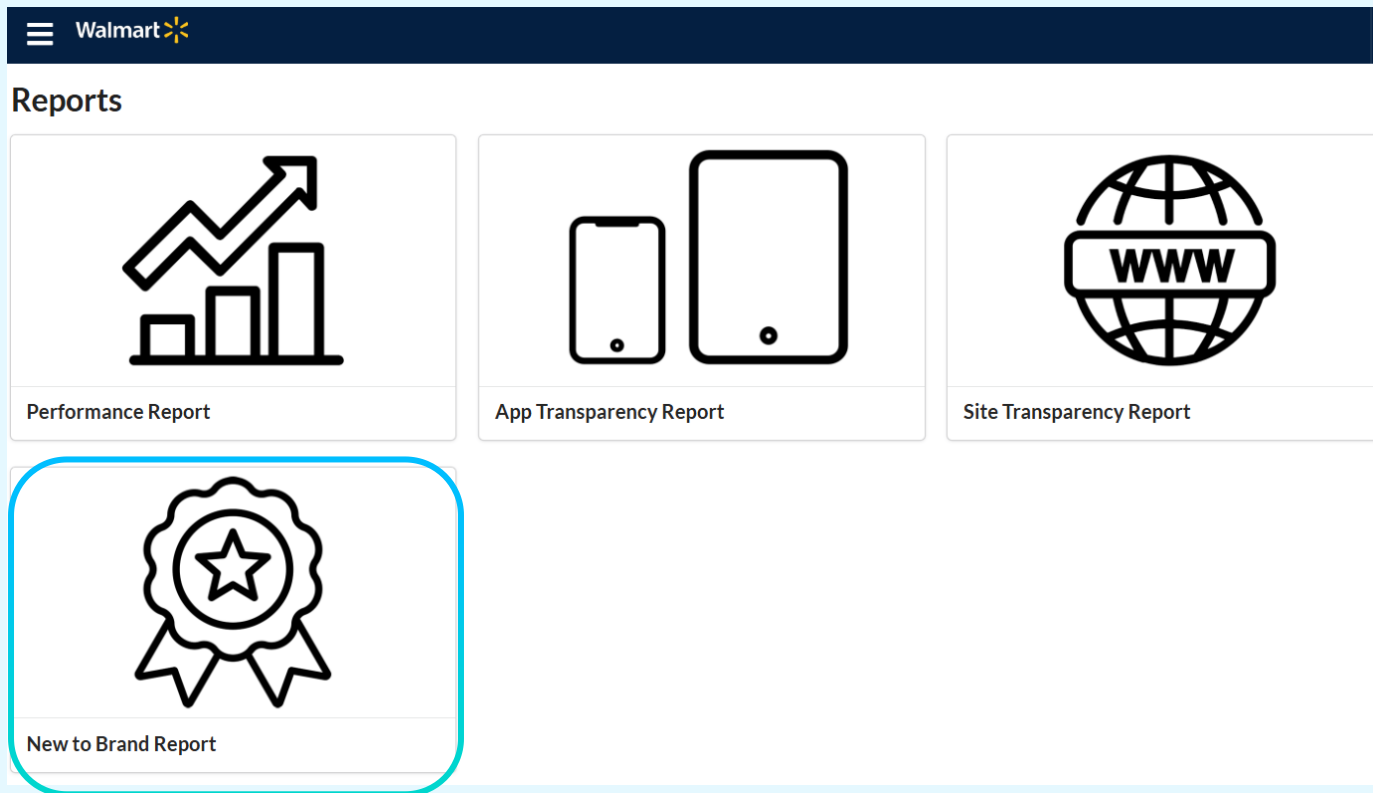 Walmart
Reports
WWW
Performance Report
App Transparency Report
Site Transparency Report
New to Brand Report